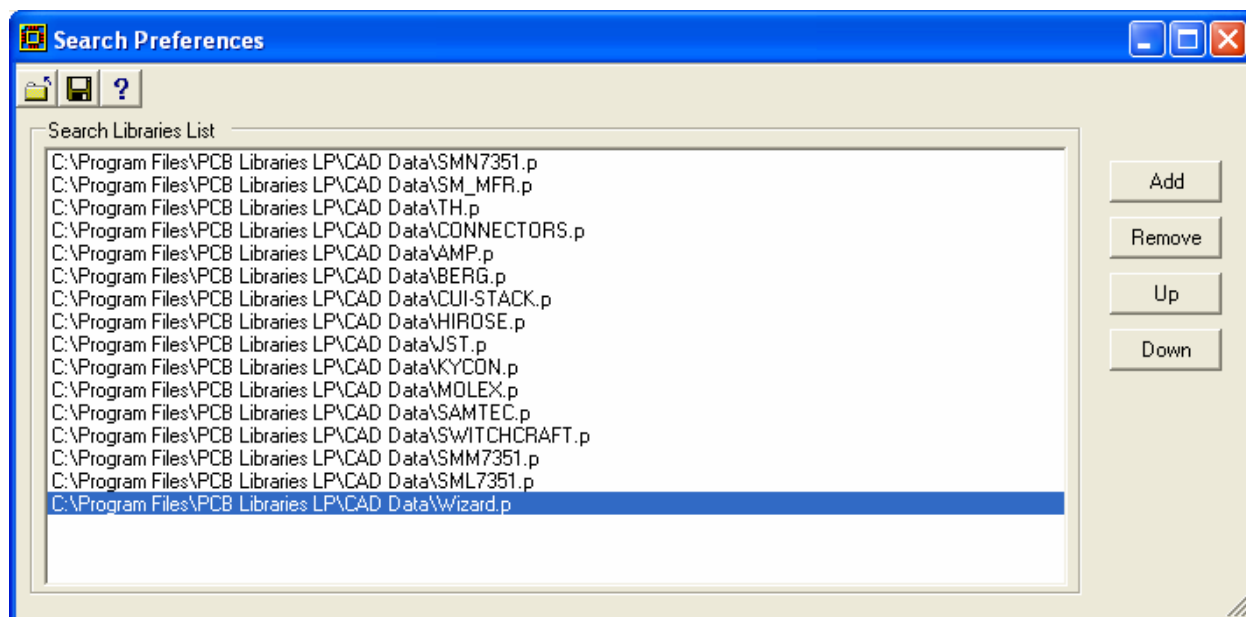 Search Preferences
?
Search Libraries List
C:\Program Files\PCB Libraries LP\CAD Data\SMN7351.p
C:\Program Files\PCB Libraries LP\CAD Data\SM_MFR.p
C:\Program Files\PCB Libraries LP\CAD Data\TH.p
C:\Program Files\PCB Libraries LP\CAD Data\CONNECTORS.p
C:\Program Files\PCB Libraries LP\CAD Data\AMP.p
C:\Program Files\PCB Libraries LP\CAD Data\BERG.p
C:\Program Files\PCB Libraries LP\CAD Data\CUI-STACK.p
C:\Program Files\PCB Libraries LP\CAD Data\HIROSE.p
C:\Program Files\PCB Libraries LP\CAD Data\JST.p
C:\Program Files\PCB Libraries LP\CAD Data\KYCON.p
C:\Program Files\PCB Libraries LP\CAD Data\MOLEX.p
C:\Program Files\PCB Libraries LP\CAD Data\SAMTEC.p
C:\Program Files\PCB Libraries LP\CAD Data\SWITCHCRAFT.p
C:\Program Files\PCB Libraries LP\CAD Data\SMM7351.p
C:\Program Files\PCB Libraries LP\CAD Data\SML7351.p
C:\Program Files\PCB Libraries LP\CAD Data\Wizard.p
Add
Remove
Up
Down